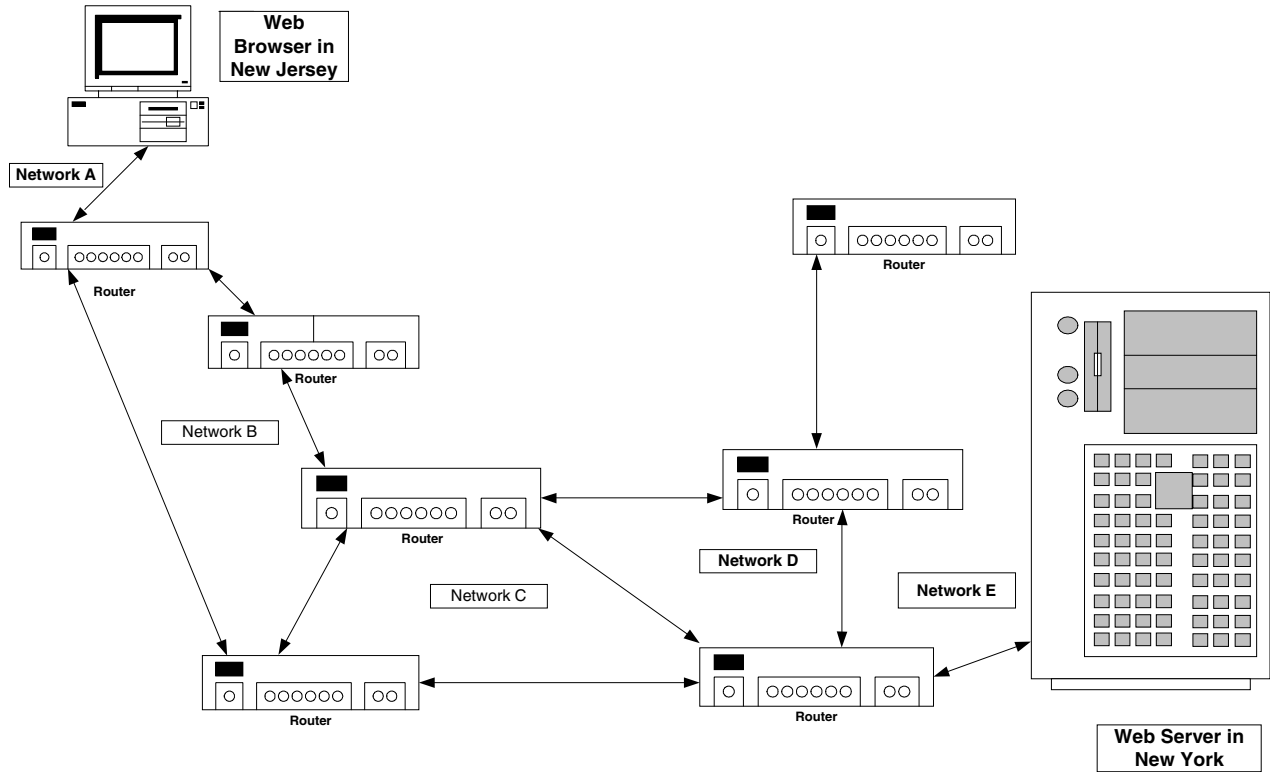 Web
Browser in
New Jersey
Network A
Router
Router
Router
Network B
Router
Router
Network D
Network C
Network E
Router
Router
Web Server in
New York